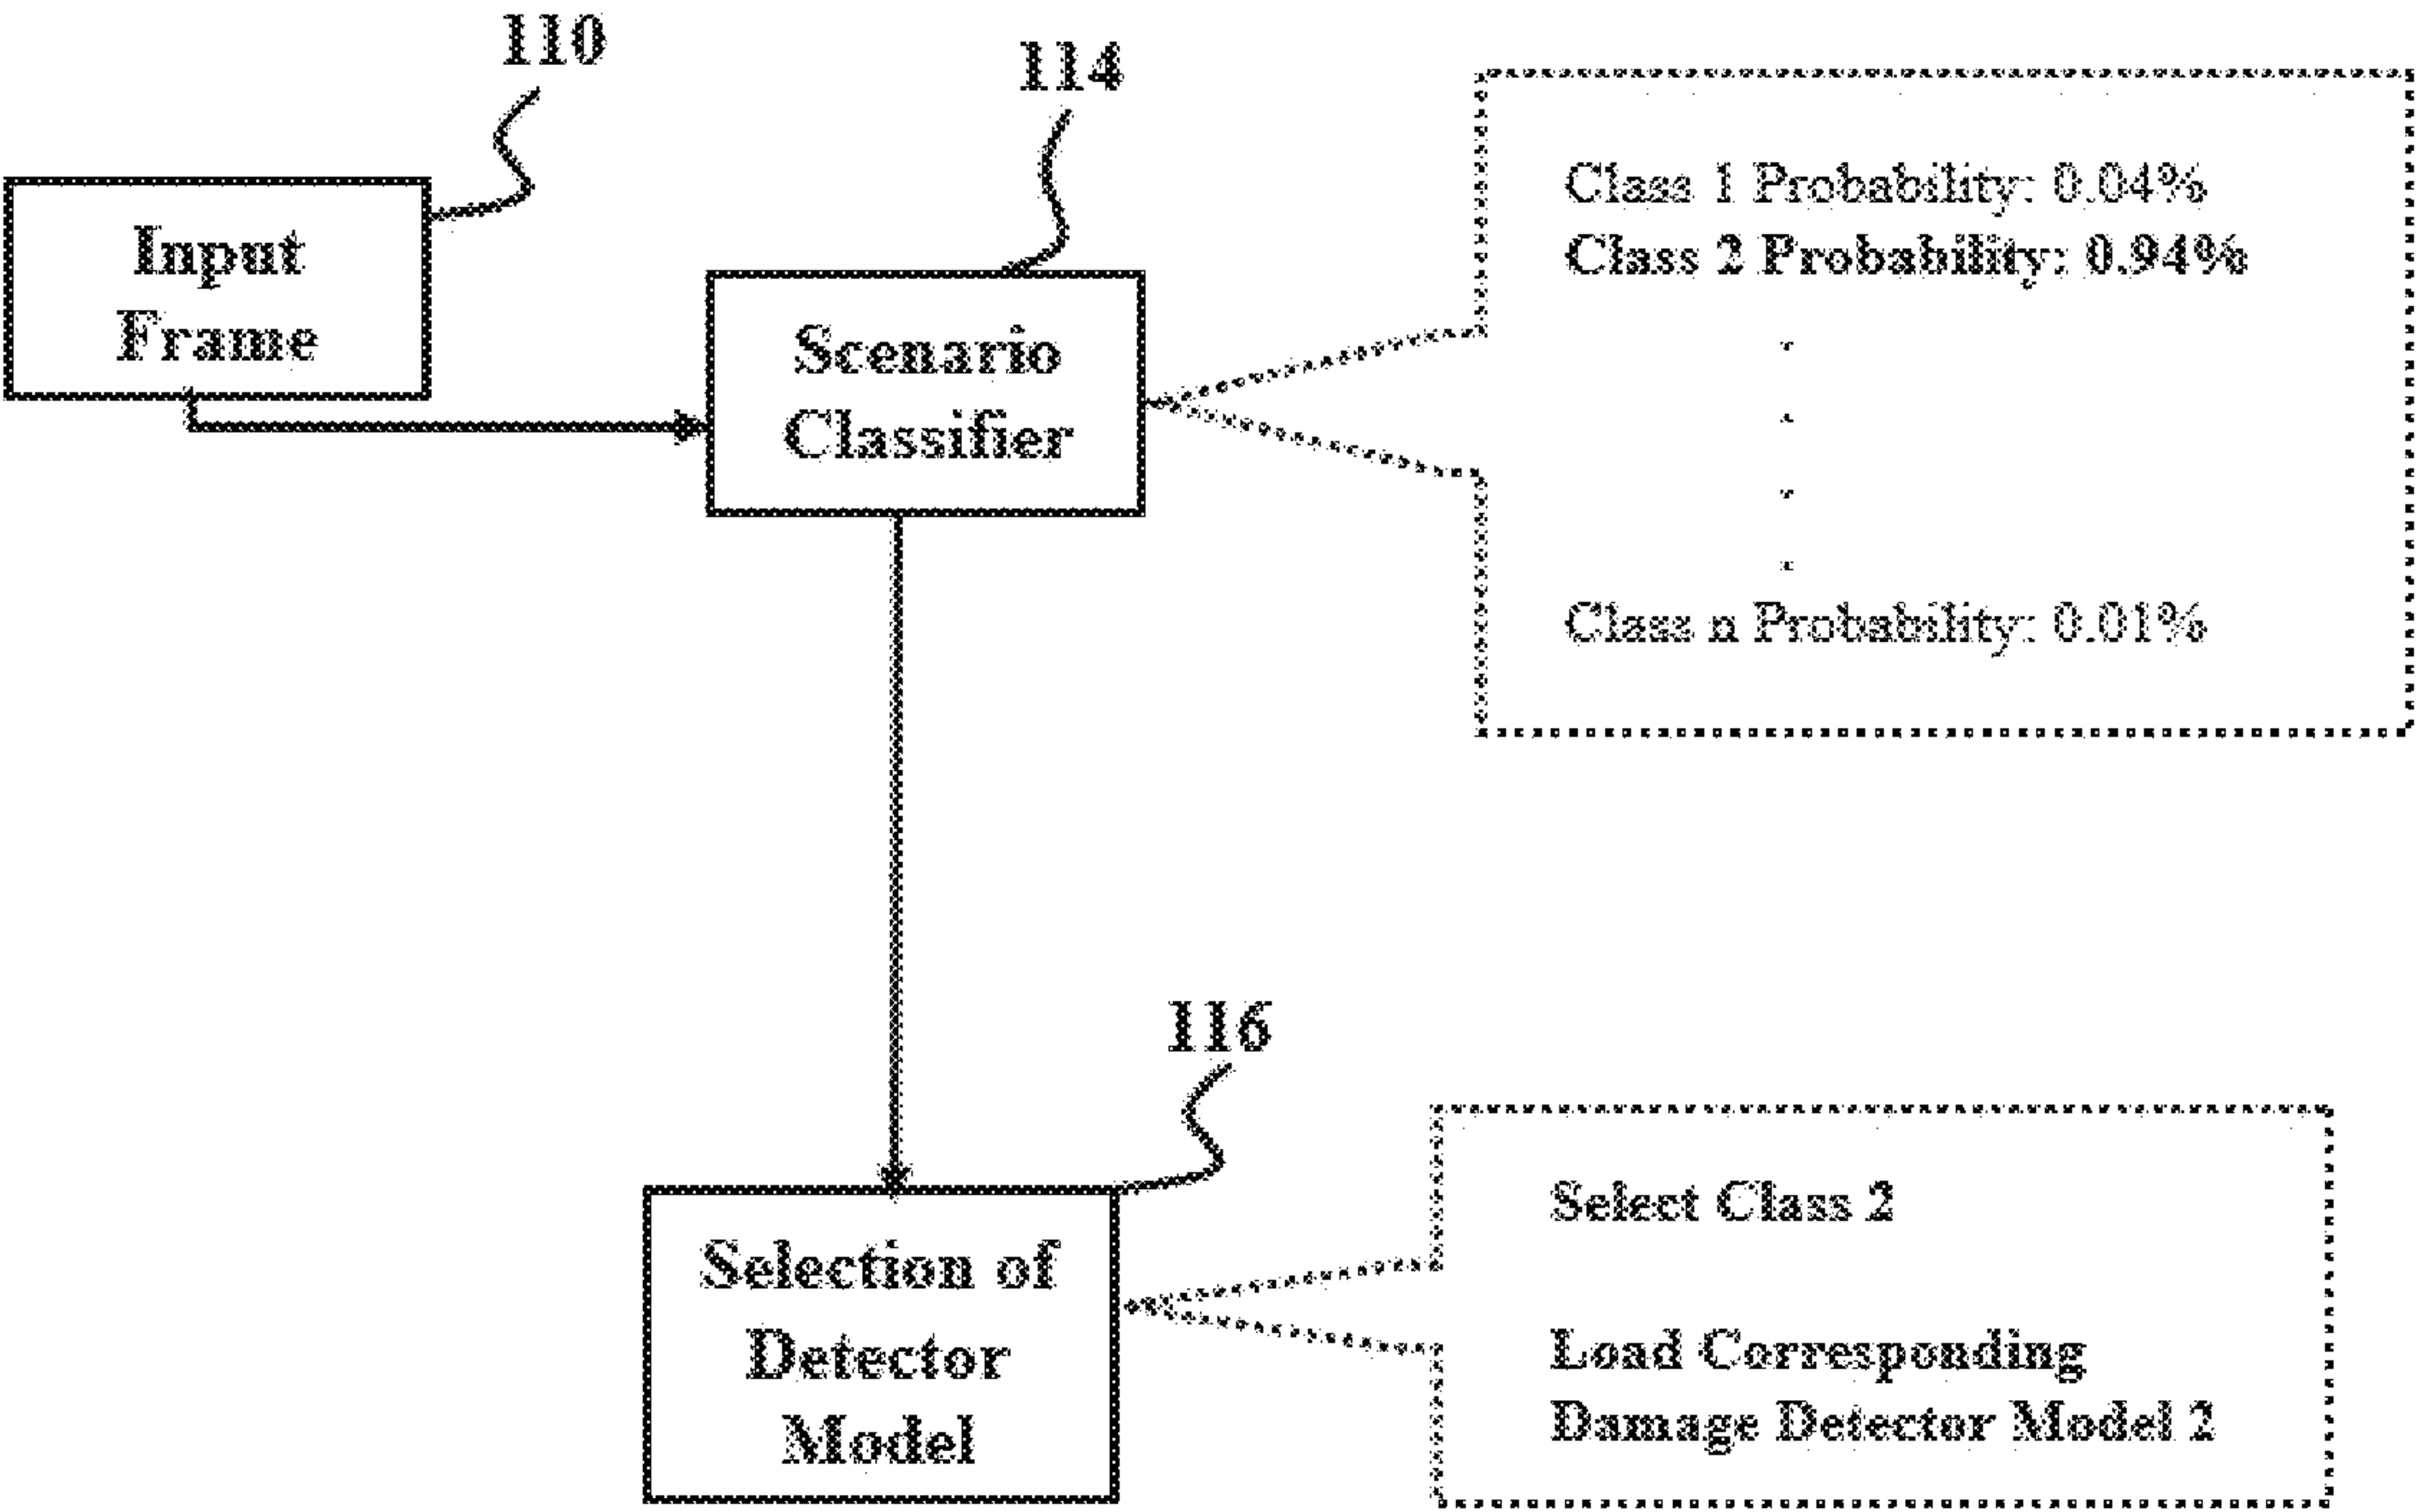 110
114
Input
Frame
Scenario
Classifier
Class 1 Probability: 0.04%
Class 2 Probability: 0.94%
.
.
.
.
Class n Probability: 0.01%
116
Selection of
Detector
Model
Select Class 2
Load Corresponding
Damage Detector Model 2